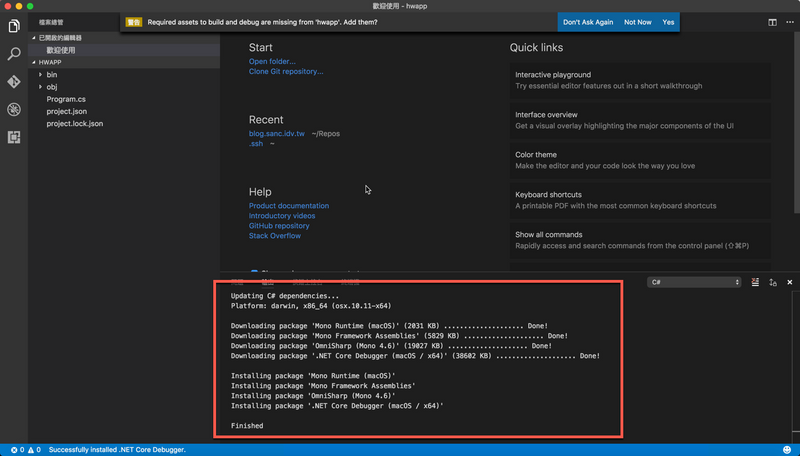 歡迎使用 - hwapp
檔案總管
警告 Required assets to build and debug are missing from 'hwapp'. Add them?
Don't Ask Again Not Now Yes
已開啟的編輯器
歡迎使用
HWAPP
bin
obj
Program.cs
project.json
project.lock.json
Start
Open folder...
Clone Git repository...
Recent
blog.sanc.idv.tw ~/Repos
.ssh ~
Help
Product documentation
Introductory videos
GitHub repository
Stack Overflow
Quick links
Interactive playground
Try essential editor features out in a short walkthrough
Interface overview
Get a visual overlay highlighting the major components of the UI
Color theme
Make the editor and your code look the way you love
Keyboard shortcuts
A printable PDF with the most common keyboard shortcuts
Show all commands
Rapidly access and search commands from the control panel (⇧⌘P)
C#
Updating C# dependencies...
Platform: darwin, x86_64 (osx.10.11-x64)
Downloading package 'Mono Runtime (macOS)' (2031 KB) .................... Done!
Downloading package 'Mono Framework Assemblies' (5829 KB) .................... Done!
Downloading package 'OmniSharp (Mono 4.6)' (19027 KB) .................... Done!
Downloading package '.NET Core Debugger (macOS / x64)' (38602 KB) .................... Done!
Installing package 'Mono Runtime (macOS)'
Installing package 'Mono Framework Assemblies'
Installing package 'OmniSharp (Mono 4.6)'
Installing package '.NET Core Debugger (macOS / x64)'
Finished
0 0 Successfully installed .NET Core Debugger.